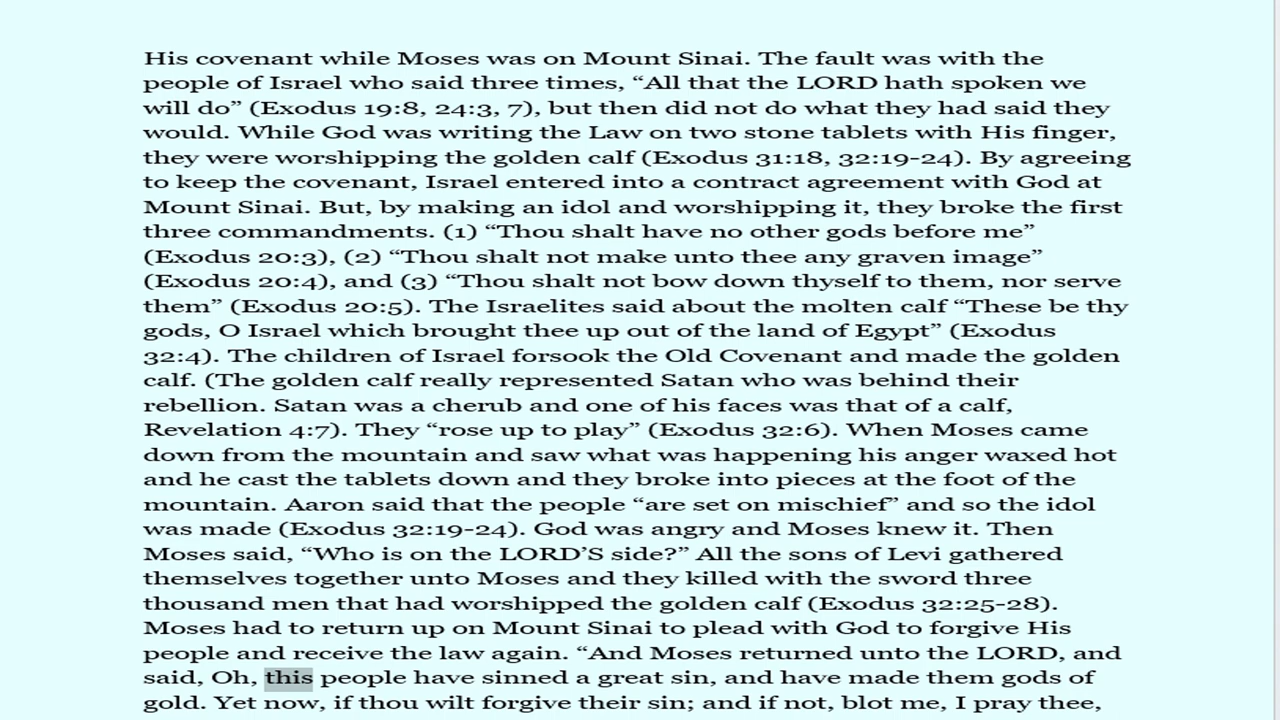 His covenant while Moses was on Mount Sinai. The fault was with the
people of Israel who said three times, “All that the LORD hath spoken we
will do” (Exodus 19:8, 24:3, 7), but then did not do what they had said they
would. While God was writing the Law on two stone tablets with His finger,
they were worshipping the golden calf (Exodus 31:18, 32:19-24). By agreeing
to keep the covenant, Israel entered into a contract agreement with God at
Mount Sinai. But, by making an idol and worshipping it, they broke the first
three commandments. (1) “Thou shalt have no other gods before me”
(Exodus 20:3), (2) “Thou shalt not make unto thee any graven image”
(Exodus 20:4), and (3) “Thou shalt not bow down thyself to them, nor serve
them” (Exodus 20:5). The Israelites said about the molten calf “These be thy
gods, O Israel which brought thee up out of the land of Egypt” (Exodus
32:4). The children of Israel forsook the Old Covenant and made the golden
calf. (The golden calf really represented Satan who was behind their
rebellion. Satan was a cherub and one of his faces was that of a calf,
Revelation 4:7). They “rose up to play” (Exodus 32:6). When Moses came
down from the mountain and saw what was happening his anger waxed hot
and he cast the tablets down and they broke into pieces at the foot of the
mountain. Aaron said that the people “are set on mischief” and so the idol
was made (Exodus 32:19-24). God was angry and Moses knew it. Then
Moses said, “Who is on the LORD’S side?” All the sons of Levi gathered
themselves together unto Moses and they killed with the sword three
thousand men that had worshipped the golden calf (Exodus 32:25-28).
Moses had to return up on Mount Sinai to plead with God to forgive His
people and receive the law again. “And Moses returned unto the LORD, and
said, Oh, this people have sinned a great sin, and have made them gods of
gold. Yet now, if thou wilt forgive their sin; and if not, blot me, I pray thee,